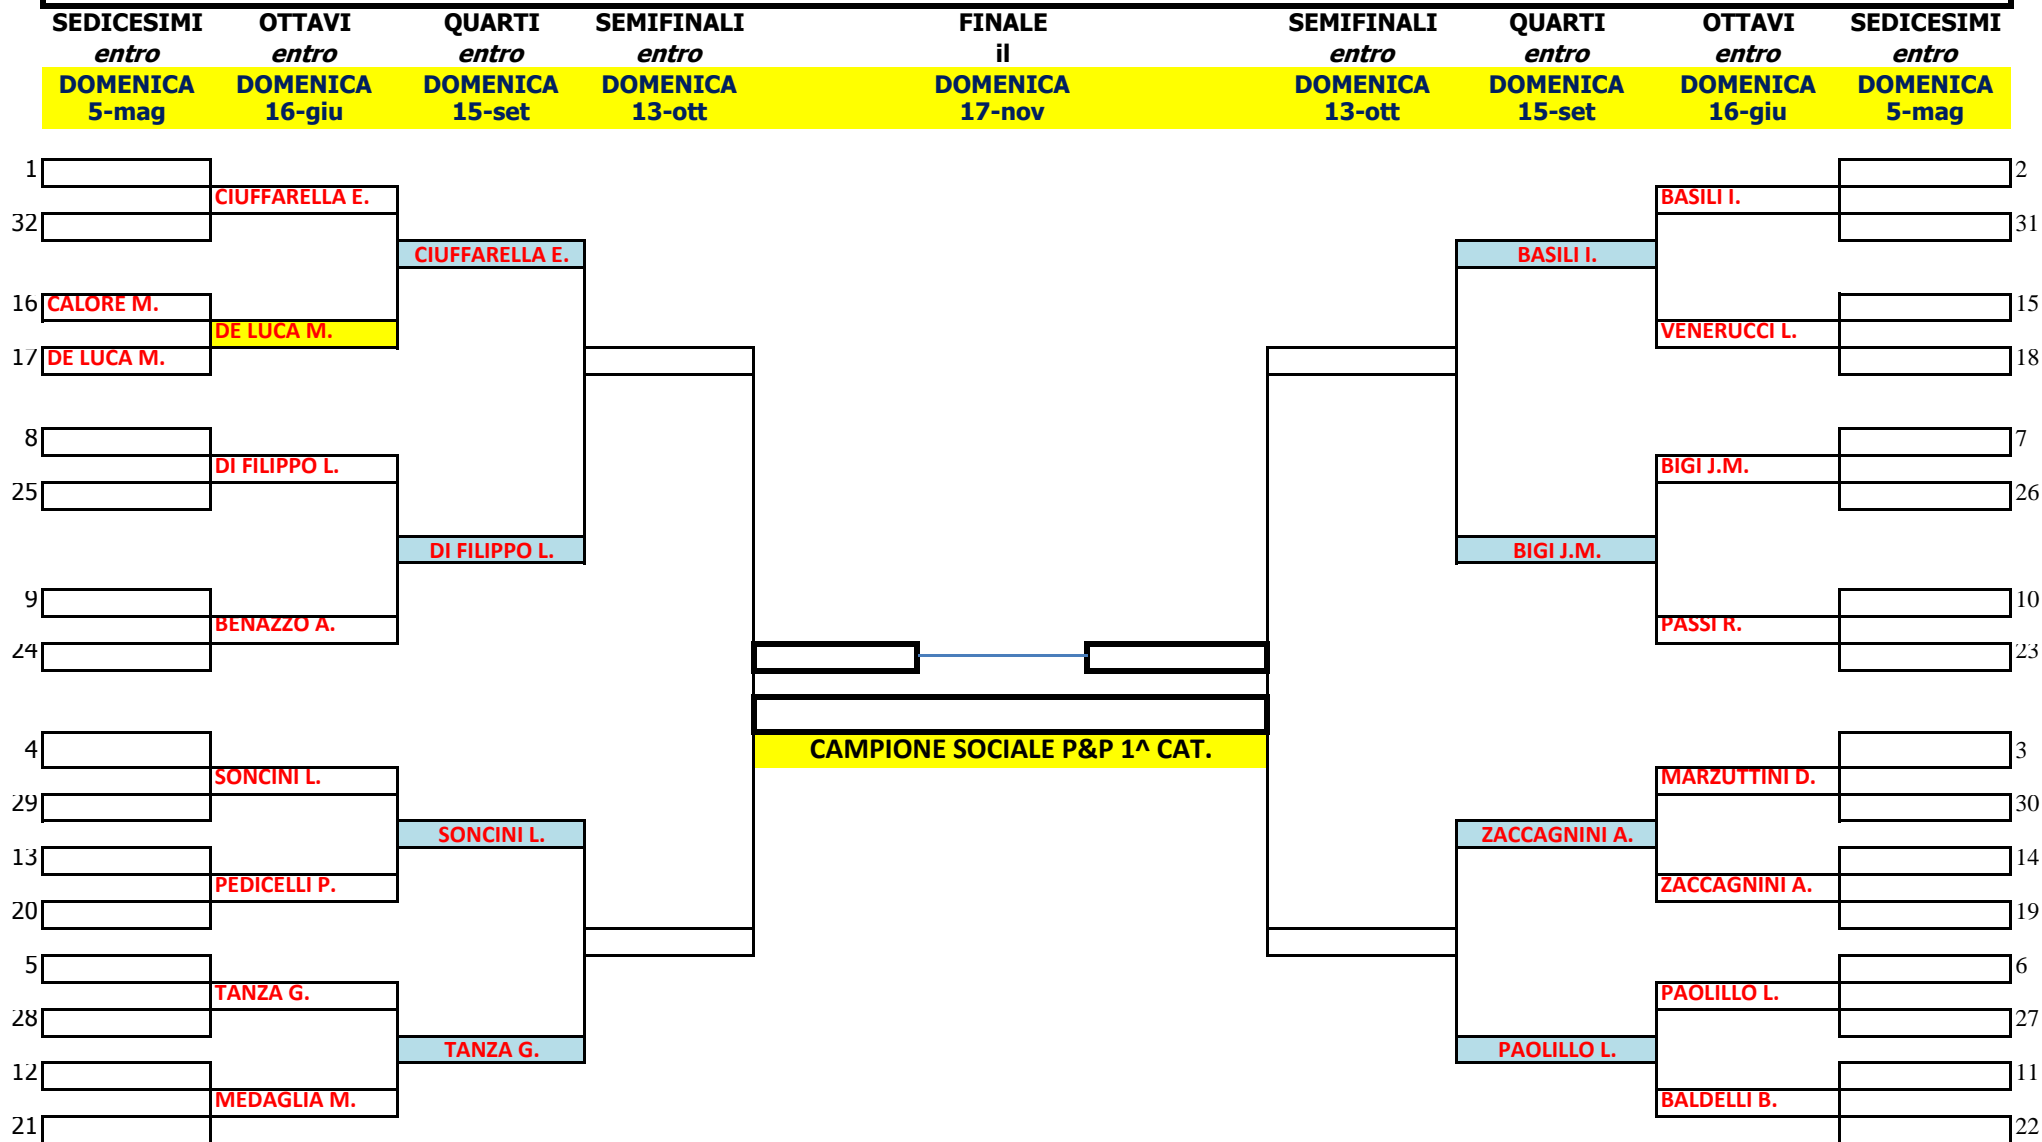 SEDICESIMI OTTAVI QUARTI SEMIFINALI FINALE SEMIFINALI QUARTI OTTAVI SEDICESIMI
entro entro entro entro il entro entro entro entro
DOMENICA DOMENICA DOMENICA DOMENICA DOMENICA DOMENICA DOMENICA DOMENICA DOMENICA
5-mag 16-giu 15-set 13-ott 17-nov 13-ott 15-set 16-giu 5-mag
1 2
CIUFFARELLA E. BASILI I.
32 31
CIUFFARELLA E. BASILI I.
16 CALORE M. 15
DE LUCA M. VENERUCCI L.
17 DE LUCA M. 18
8 7
DI FILIPPO L. BIGI J.M.
25 26
DI FILIPPO L. BIGI J.M.
9 10
BENAZZO A. PASSI R.
24 23
4 CAMPIONE SOCIALE P&P 1^ CAT. 3
SONCINI L. MARZUTTINI D.
29 30
SONCINI L. ZACCAGNINI A.
13 14
PEDICELLI P. ZACCAGNINI A.
20 19
5 6
TANZA G. PAOLILLO L.
28 27
TANZA G. PAOLILLO L.
12 11
MEDAGLIA M. BALDELLI B.
21 22